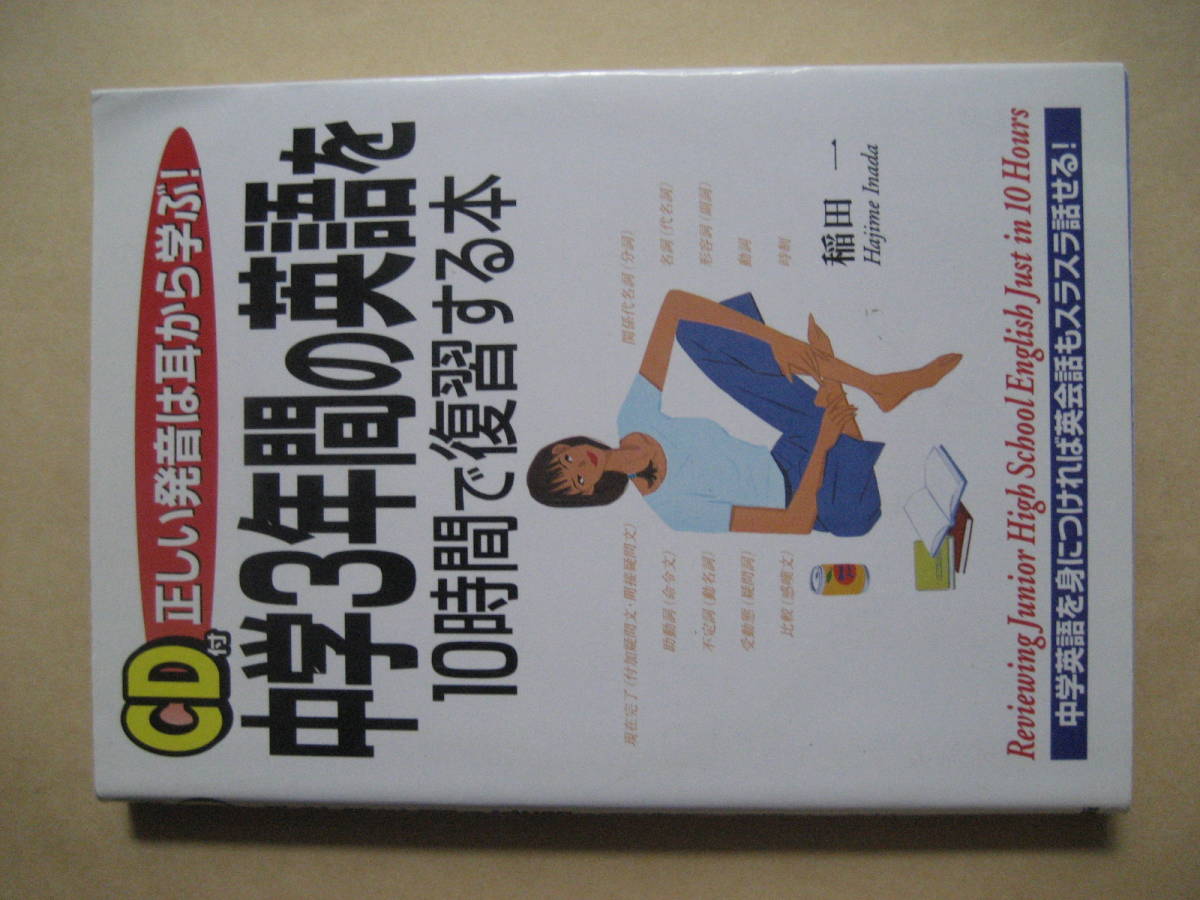 CD付
正しい発音は耳から学ぶ!
中学3年間の英語を
10時間で復習する本
現在完了(付加疑問文・間接疑問文)
関係代名詞(分詞)
助動詞(命令文)
名詞(代名詞)
不定詞(動名詞)
形容詞(副詞)
受動態(疑問詞)
動詞
比較(感嘆文)
時制
稲田 一
Hajime Inada
Reviewing Junior High School English Just in 10 Hours
中学英語を身につければ英会話もスラスラ話せる!